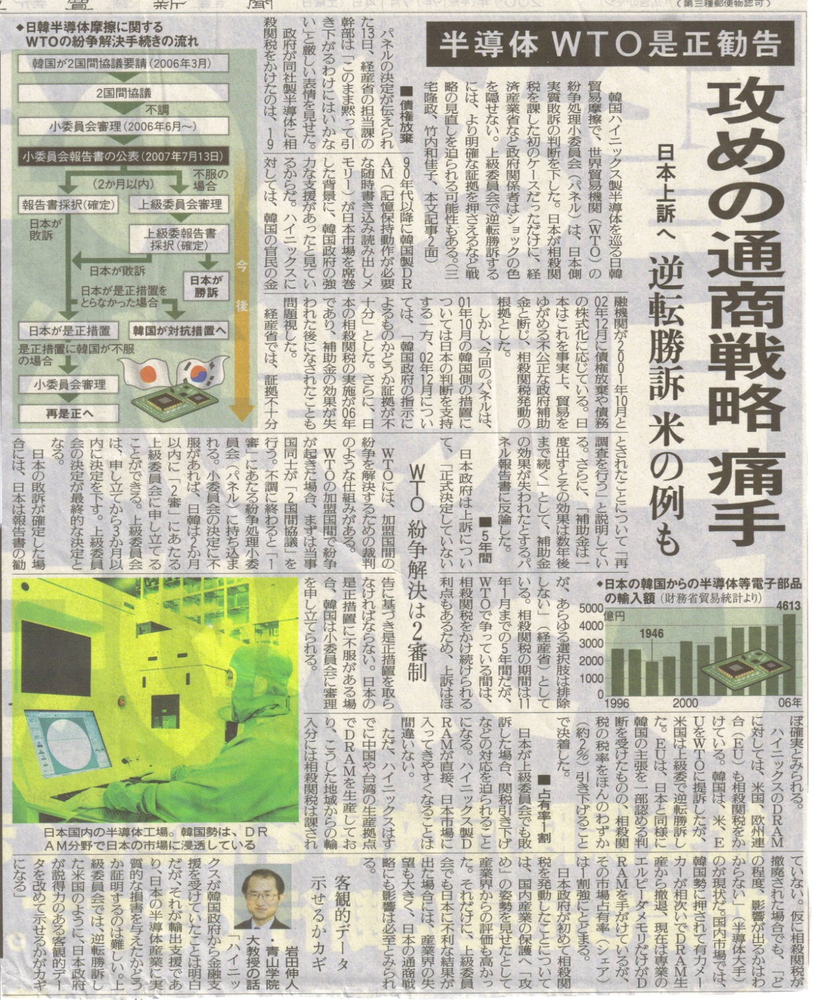 (第三種郵便物認可)
半導体 WTO是正勧告
攻めの通商戦略 痛手
日本上訴へ 逆転勝訴 米の例も
韓国ハイニックス製半導体を巡る日韓
貿易摩擦で、世界貿易機関(WTO)の
紛争処理小委員会(パネル)は、日本側
実質敗訴の判断を下した。日本が相殺関
税を課した初のケースだっただけに、経
済産業省など政府関係者はショックの色
を隠せない。上級委員会で逆転勝訴する
には、より明確な証拠を押さえるなど戦
略の見直しを迫られる可能性もある。(三
宅隆政、竹内和佳子、本文記事2面)
■債権放棄
パネルの決定が伝えられ
た13日、経産省の担当課の
幹部は「このまま黙って引
き下がるわけにはいかな
い」と厳しい表情を見せた。
政府が同社製半導体に相
殺関税をかけたのは、19
90年代以降に韓国製DR
AM(記憶保持動作が必要
な随時書き込み読み出しメ
モリー)が日本市場を席巻
した背景に、韓国政府の強
力な支援があったと見てい
るからだ。ハイニックスに
対しては、韓国の官民の金
融機関が2001年10月と
02年12月に債権放棄や債務
の株式化に応じている。日
本はこれを事実上、貿易を
ゆがめる不公正な政府補助
金と断じ、相殺関税発動の
根拠とした。
しかし、今回のパネルは、
01年10月の韓国側の措置に
ついては日本の判断を支持
する一方、02年12月につい
ては、「韓国政府の指示に
よるものかどうか証拠が不
十分」とした。さらに、日
本の相殺関税の実施が06年
であり、補助金の効果が失
われた後になされたことも
問題視した。
経産省では、証拠不十分
とされたことについて「再
調査を行う」と説明してい
る。さらに、「補助金は一
度出すとその効果は数年後
まで続く」として、補助金
の効果が失われたとするパ
ネル報告書に反論した。
■5年間
日本政府は上訴につい
て、「正式決定していない
が、あらゆる選択肢は排除
しない」(経産省)として
いる。相殺関税の期間は11
年1月までの5年間だが、
WTOで争っている間は、
相殺関税をかけ続けられる
利点もあるため、上訴はほ
ぼ確実とみられる。
ハイニックスのDRAM
に対しては、米国、欧州連
合(EU)も相殺関税をか
けている。韓国は、米、E
UをWTOに提訴したが、
米国は上級委で逆転勝訴し
た。EUは、日本と同様に
韓国の主張を一部認める判
断を受けたものの、相殺関
税の税率をほんのわずか
(約2%)引き下げること
で決着した。
■占有率1割
日本が上級委員会でも敗
訴した場合、関税引き下げ
などの対応を迫られること
になる。ハイニックス製D
RAMが直接、日本市場に
入ってきやすくなることは
間違いない。
ただ、ハイニックスはす
でに中国や台湾の生産拠点
でDRAMを生産してお
り、こうした地域からの輸
入分には相殺関税は課され
ていない。仮に相殺関税が
撤廃された場合でも、「ど
の程度、影響が出るかはわ
からない」(半導体大手)
のが現状だ。国内市場では、
韓国勢に押されて有力メー
カーが相次いでDRAM生
産から撤退、現在は専業の
エルピーダメモリだけがD
RAMを手がけているが、
その市場占有率(シェア)
は1割強にとどまる。
日本政府が初めて相殺関
税を発動したことについて
は、国内産業の保護へ「攻
め」の姿勢を見せたとして
産業界からの評価も高かっ
た。それだけに、上級委員
会でも日本に不利な結果が
出た場合には、産業界の失
望も大きく、日本の通商戦
略にも影響は必至とみられ
る。
◆日韓半導体摩擦に関する
WTOの紛争解決手続きの流れ
韓国が2国間協議要請(2006年3月)
2国間協議
不調
小委員会審理(2006年6月〜)
小委員会報告書の公表(2007年7月13日)
(2か月以内)
不服の
場合
報告書採択(確定)
上級委員会審理
日本が
敗訴
上級委報告書
採択(確定)
日本が敗訴
日本が
勝訴
日本が是正措置を
とらなかった場合
日本が是正措置
韓国が対抗措置へ
是正措置に韓国が不服
の場合
小委員会審理
再是正へ
今後
WTO 紛争解決は2審制
WTOには、加盟国間の
紛争を解決するための裁判
のような仕組みがある。
WTOの加盟国間で紛争
が起きた場合、まずは当事
国同士が「2国間協議」を
行う。不調に終わると「1
審」にあたる紛争処理小委
員会(パネル)に持ち込ま
れる。小委員会の決定に不
服があれば、日韓は2か月
以内に「2審」にあたる
上級委員会に申し立てる
ことができる。上級委員会
は、申し立てから3か月以
内に決定を下す。上級委員
会の決定が最終的な決定と
なる。
日本の敗訴が確定した場
合には、日本は報告書の勧
告に基づき是正措置を取ら
なければならない。日本の
是正措置に不服がある場
合、韓国は小委員会に審理
を申し立てられる。
◆日本の韓国からの半導体等電子部品
の輸入額(財務省貿易統計より)
5000
億円
4000
3000
2000
1000
0
1946
4613
1996
2000
06年
日本国内の半導体工場。韓国勢は、DR
AM分野で日本の市場に浸透している
客観的データ
示せるかカギ
岩田伸人
・青山学院
大教授の話
「ハイニッ
クスが韓国政府から金融支
援を受けていたことは明白
だが、それが輸出支援であ
り、日本の半導体産業に実
質的な損害を与えたかどう
か証明するのは難しい。上
級委員会では、逆転勝訴し
た米国のように、日本政府
が説得力のある客観的デー
タを改めて示せるかがカギ
になる」